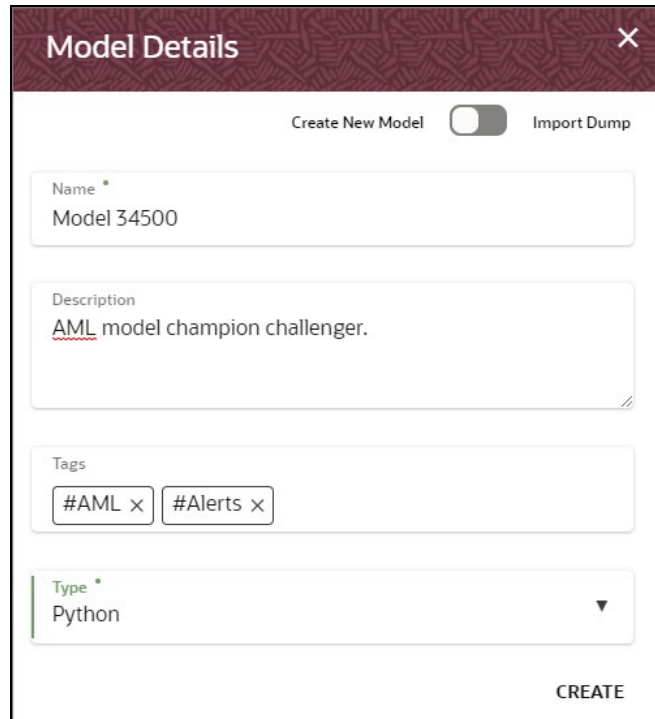 Model Details
Create New Model Import Dump
Name
Model 34500
Description
AML model champion challenger.
Tags
#AML × #Alerts ×
Type
Python
CREATE